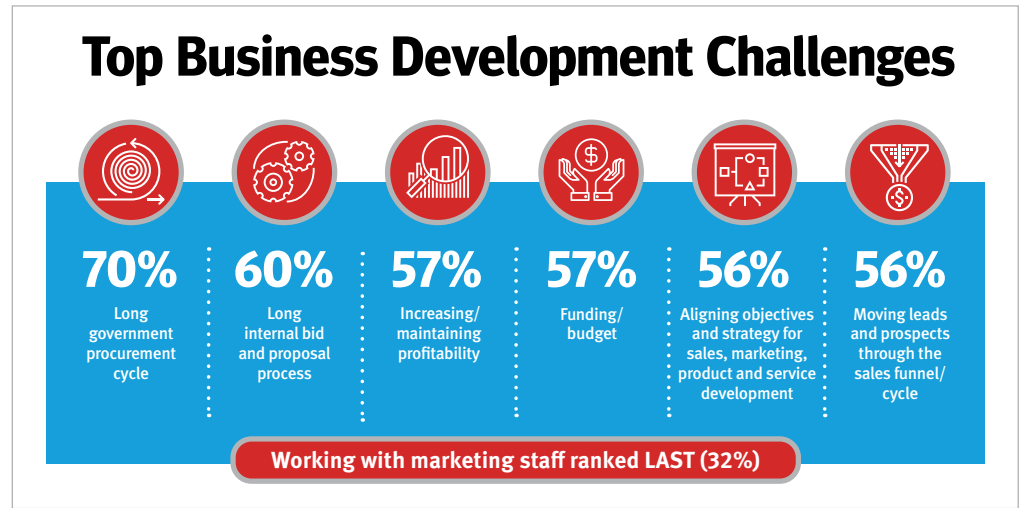 Top Business Development Challenges
$
$
70%
Long
government
procurement
cycle
60%
Long
internal bid
and proposal
process
57%
Increasing/
maintaining
profitability
57%
Funding/
budget
56%
Aligning objectives
and strategy for
sales, marketing,
product and service
development
56%
Moving leads
and prospects
through the
sales funnel/
cycle
Working with marketing staff ranked LAST (32%)